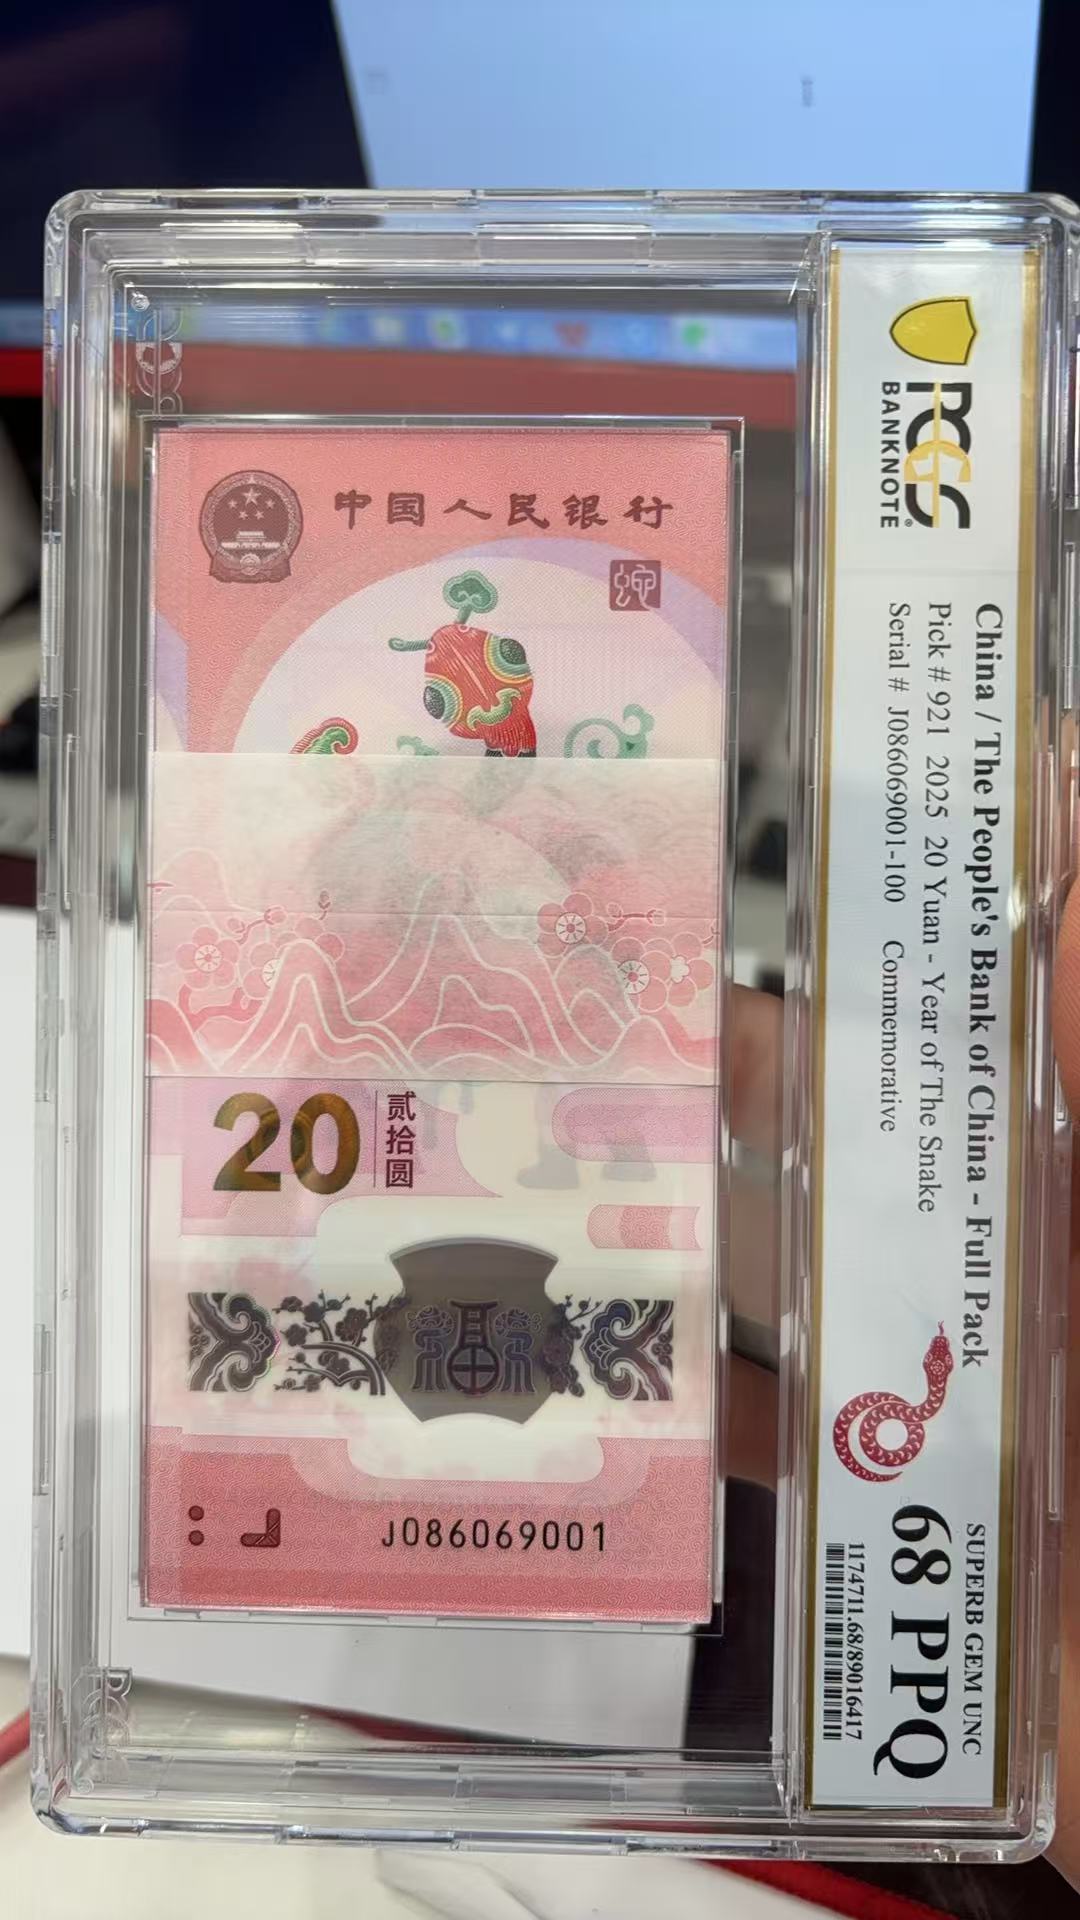 中国人民银行
蛇
20
贰拾圆
J086069001
PCGS
BANKNOTE
China / The People's Bank of China - Full Pack
Pick # 921 2025 20 Yuan - Year of The Snake
Serial # J086069001-100 Commemorative
SUPERB GEM UNC
68 PPQ
1174711.68/89016417